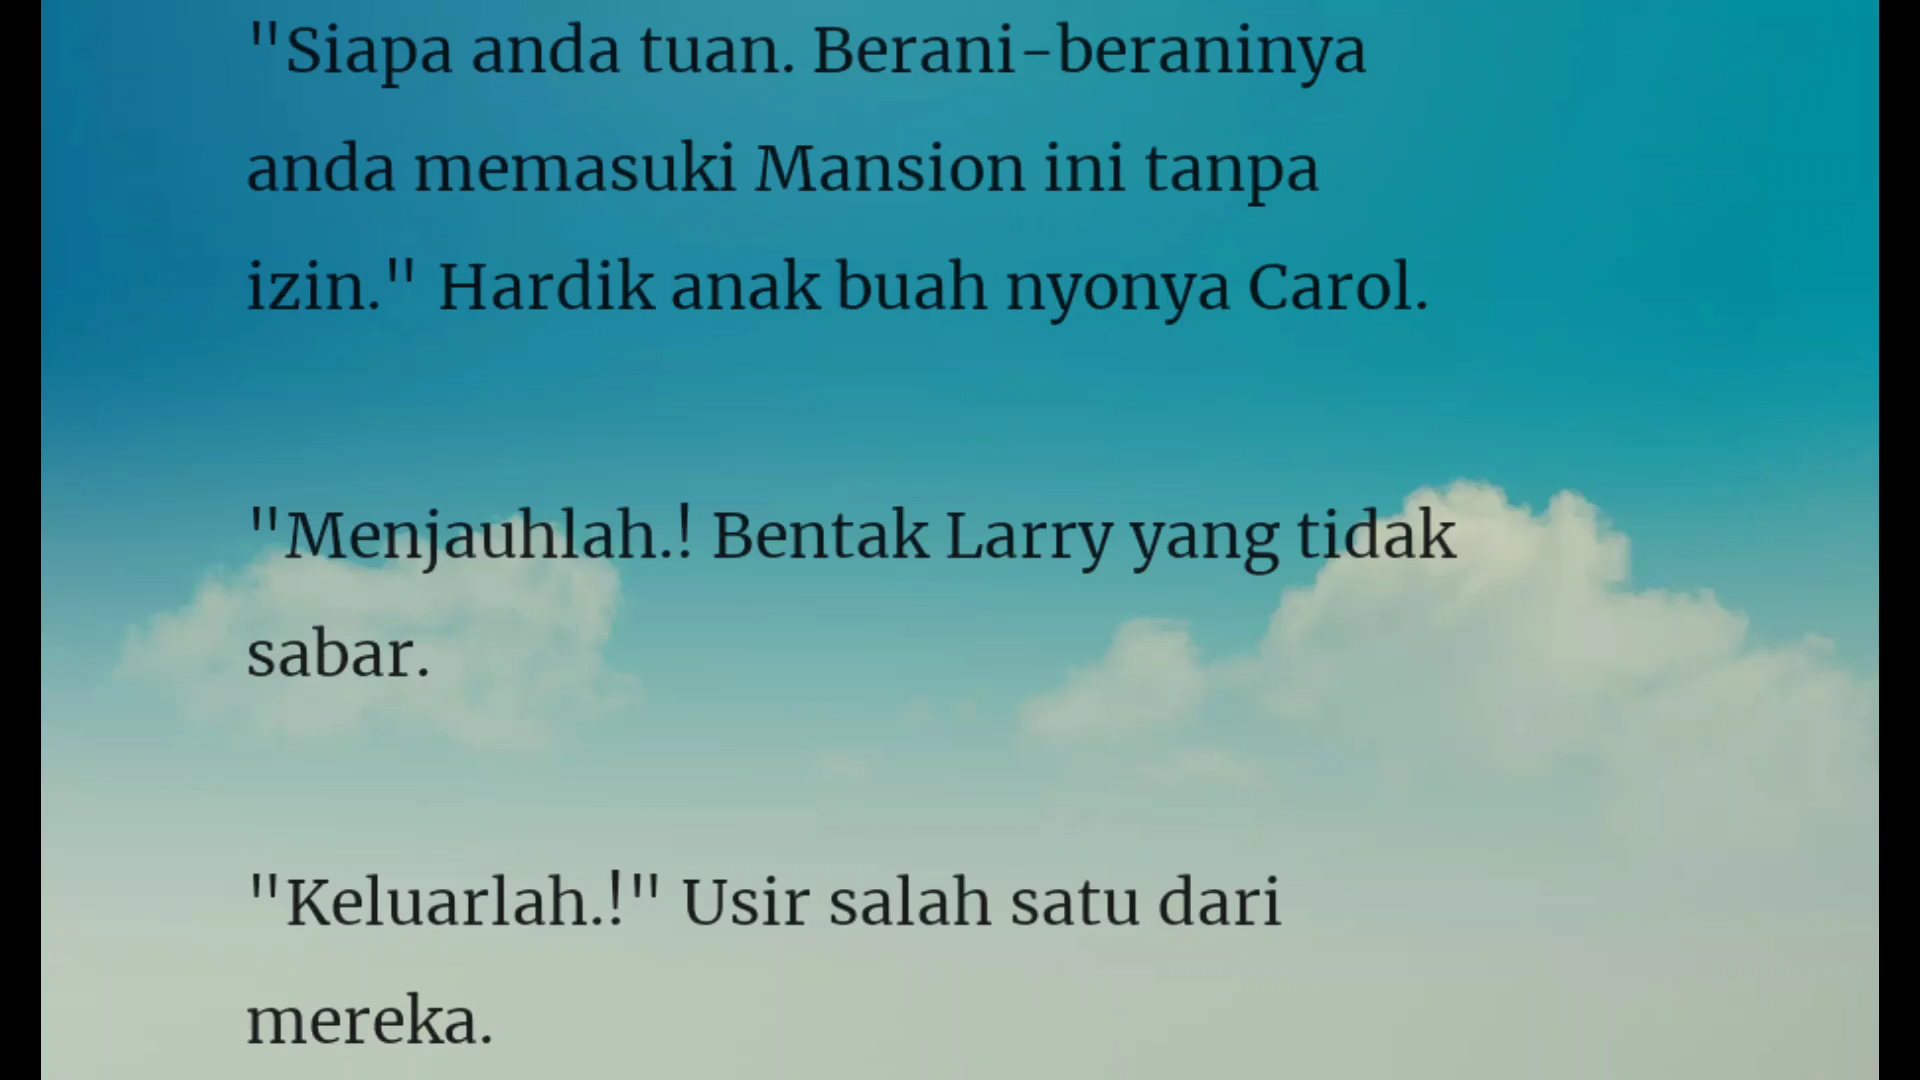 "Siapa anda tuan. Berani-beraninya
anda memasuki Mansion ini tanpa
izin." Hardik anak buah nyonya Carol.
"Menjauhlah.! Bentak Larry yang tidak
sabar.
"Keluarlah.!" Usir salah satu dari
mereka.